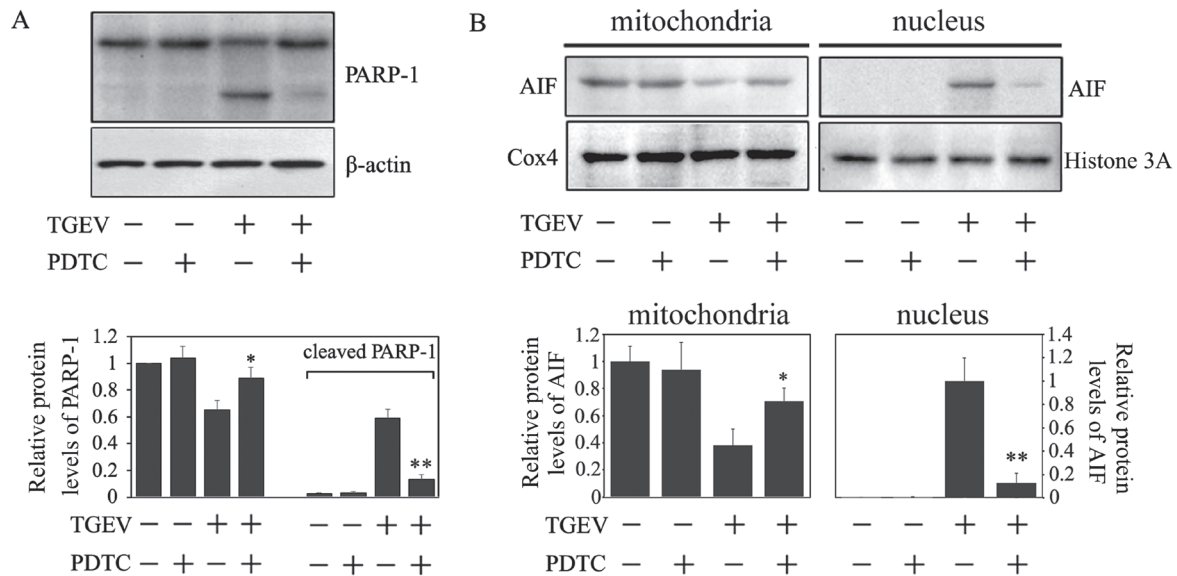 A
PARP-1
β-actin
TGEV − − + +
PDTC − + − +
Relative protein
levels of PARP-1
1.2
1
0.8
0.6
0.4
0.2
0
*
cleaved PARP-1
**
TGEV − − + + − − + +
PDTC − + − + − + − +
B
mitochondria nucleus
AIF AIF
Cox4 Histone 3A
TGEV − − + + − − + +
PDTC − + − + − + − +
mitochondria nucleus
Relative protein
levels of AIF
1.2
1
0.8
0.6
0.4
0.2
0
*
**
1.4
1.2
1
0.8
0.6
0.4
0.2
0
Relative protein
levels of AIF
TGEV − − + + − − + +
PDTC − + − + − + − +